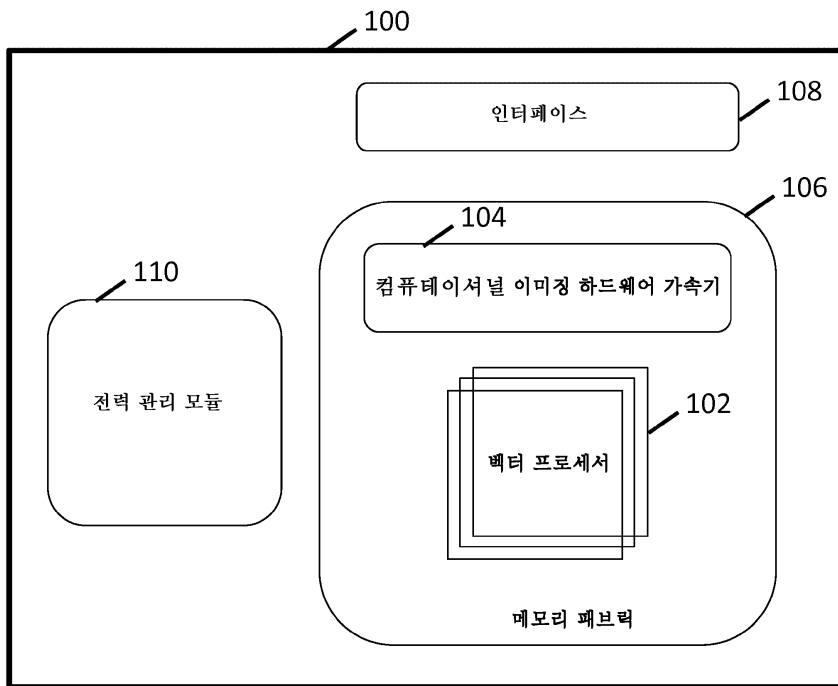 100
인터페이스
108
106
104
컴퓨테이셔널 이미징 하드웨어 가속기
110
전력 관리 모듈
102
벡터 프로세서
메모리 패브릭